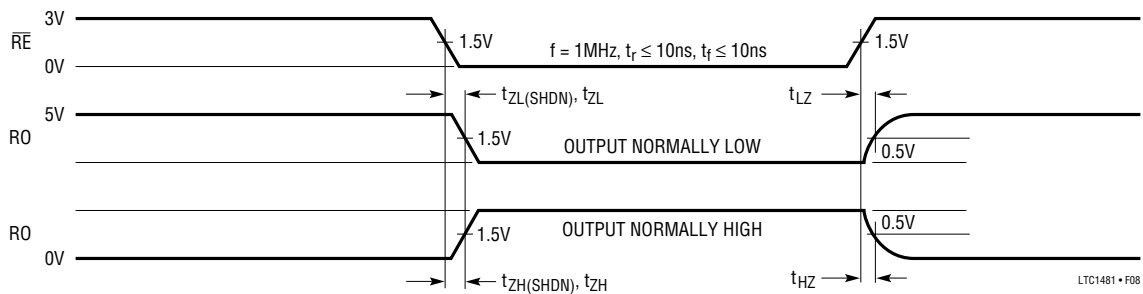 3V
RE
1.5V
f = 1MHz, tr ≤ 10ns, tf ≤ 10ns
1.5V
0V
tZL(SHDN), tZL
tLZ
5V
RO
1.5V
OUTPUT NORMALLY LOW
0.5V
RO
1.5V
OUTPUT NORMALLY HIGH
0.5V
0V
tZH(SHDN), tZH
tHZ
LTC1481 • F08